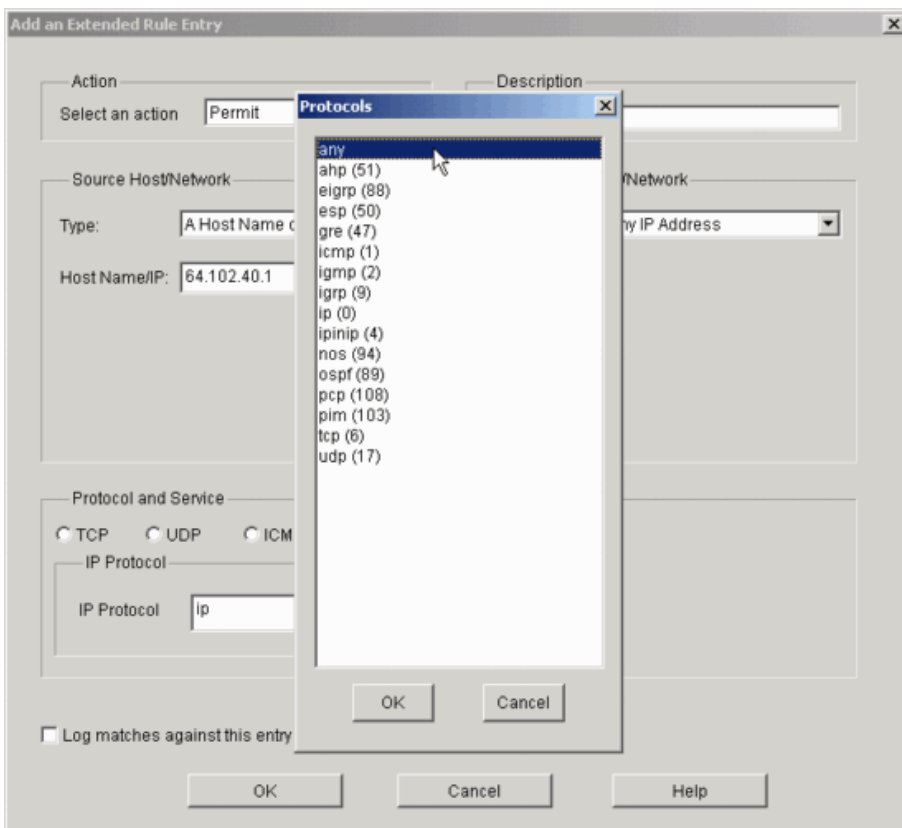 Add an Extended Rule Entry
Action
Select an action
Permit
Description
Source Host/Network
Type:
A Host Name
Host Name/IP:
64.102.40.1
/Network
IP Address
Protocols
any
ahp (51)
eigrp (88)
esp (50)
gre (47)
icmp (1)
igmp (2)
igrp (9)
ip (0)
ipinip (4)
nos (94)
ospf (89)
pcp (108)
pim (103)
tcp (6)
udp (17)
OK
Cancel
Protocol and Service
TCP
UDP
ICM
IP Protocol
IP Protocol
ip
Log matches against this entry
OK
Cancel
Help